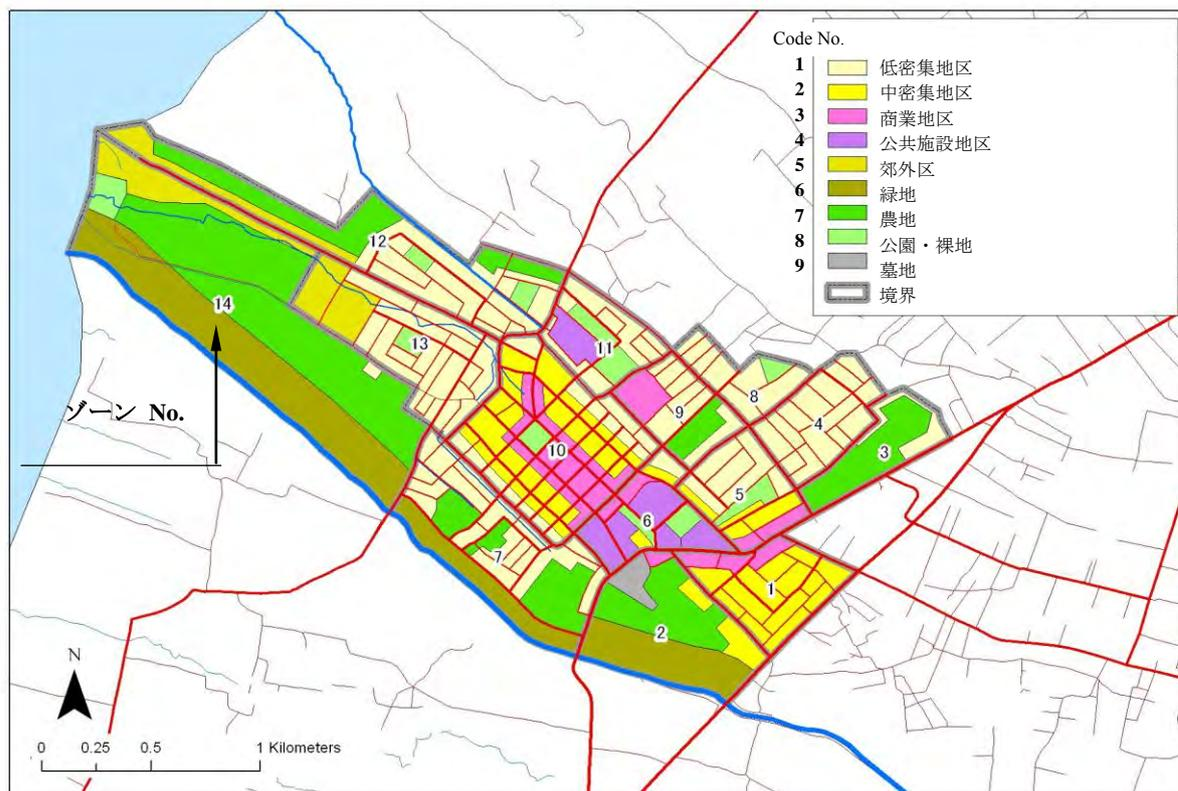 Code No.
1 低密集地区
2 中密集地区
3 商業地区
4 公共施設地区
5 郊外区
6 緑地
7 農地
8 公園・裸地
9 墓地
境界
12
14
13
11
9
8
4
3
10
5
6
7
1
2
ゾーン No.
N
0 0.25 0.5 1 Kilometers